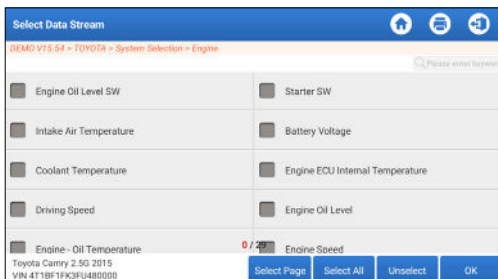 Select Data Stream
DEMO V15.54 > TOYOTA > System Selection > Engine
Please enter keywor
Engine Oil Level SW
Starter SW
Intake Air Temperature
Battery Voltage
Coolant Temperature
Engine ECU Internal Temperature
Driving Speed
Engine Oil Level
Engine - Oil Temperature
0 / 29
Engine Speed
Toyota Camry 2.5G 2015
VIN 4T1BF1FK3FU480000
Select Page
Select All
Unselect
OK